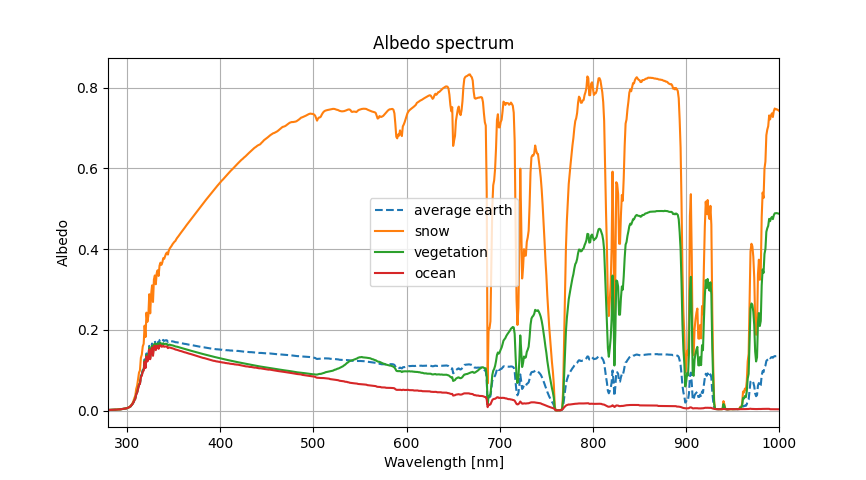 Albedo spectrum
Albedo
0.8
0.6
0.4
0.2
0.0
average earth
snow
vegetation
ocean
300 400 500 600 700 800 900 1000
Wavelength [nm]